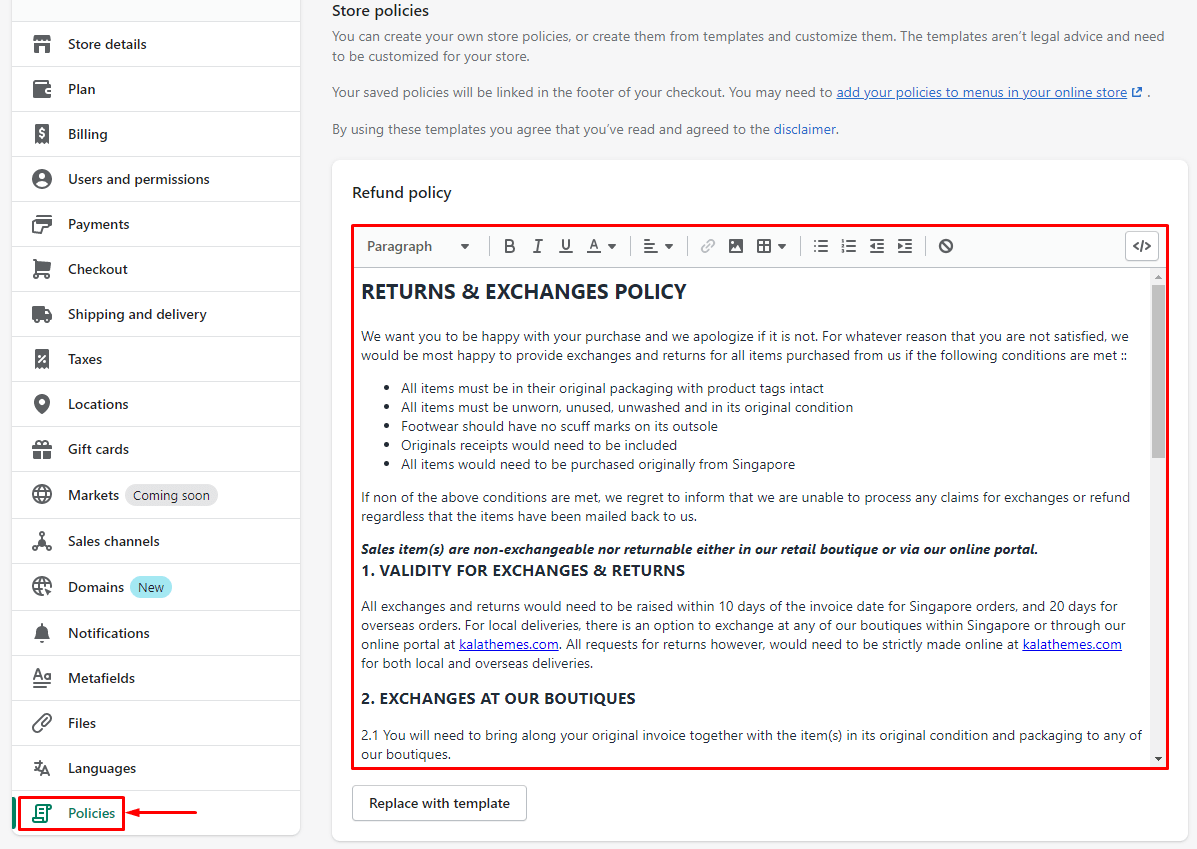 Store details
Plan
Billing
Users and permissions
Payments
Checkout
Shipping and delivery
Taxes
Locations
Gift cards
Markets Coming soon
Sales channels
Domains New
Notifications
Metafields
Files
Languages
Policies
Store policies
You can create your own store policies, or create them from templates and customize them. The templates aren’t legal advice and need
to be customized for your store.
Your saved policies will be linked in the footer of your checkout. You may need to add your policies to menus in your online store .
By using these templates you agree that you’ve read and agreed to the disclaimer.
Refund policy
Paragraph B I U A </>
RETURNS & EXCHANGES POLICY
We want you to be happy with your purchase and we apologize if it is not. For whatever reason that you are not satisfied, we
would be most happy to provide exchanges and returns for all items purchased from us if the following conditions are met ::
• All items must be in their original packaging with product tags intact
• All items must be unworn, unused, unwashed and in its original condition
• Footwear should have no scuff marks on its outsole
• Originals receipts would need to be included
• All items would need to be purchased originally from Singapore
If non of the above conditions are met, we regret to inform that we are unable to process any claims for exchanges or refund
regardless that the items have been mailed back to us.
Sales item(s) are non-exchangeable nor returnable either in our retail boutique or via our online portal.
1. VALIDITY FOR EXCHANGES & RETURNS
All exchanges and returns would need to be raised within 10 days of the invoice date for Singapore orders, and 20 days for
overseas orders. For local deliveries, there is an option to exchange at any of our boutiques within Singapore or through our
online portal at kalathemes.com. All requests for returns however, would need to be strictly made online at kalathemes.com
for both local and overseas deliveries.
2. EXCHANGES AT OUR BOUTIQUES
2.1 You will need to bring along your original invoice together with the item(s) in its original condition and packaging to any of
our boutiques.
Replace with template